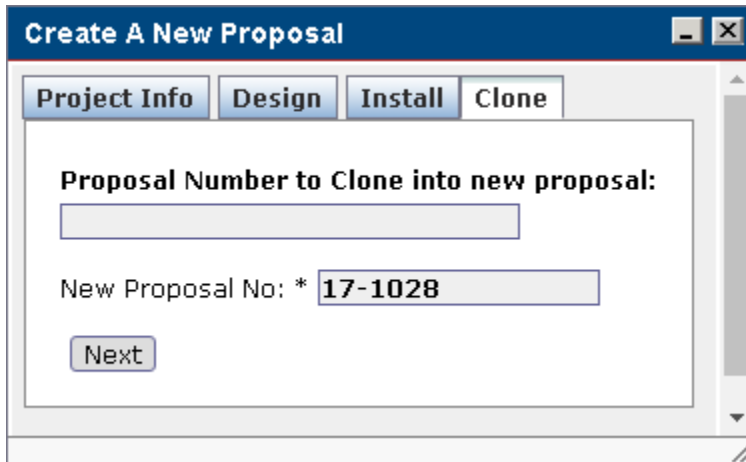 Create A New Proposal
Project Info Design Install Clone
Proposal Number to Clone into new proposal:
New Proposal No: * 17-1028
Next